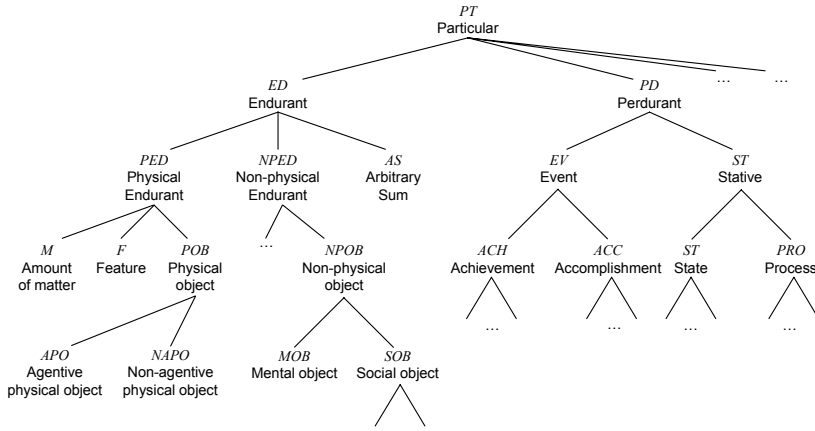 PT
Particular
… …
ED PD
Endurant Perdurant
PED NPED AS EV ST
Physical Non-physical Arbitrary Event Stative
Endurant Endurant Sum
M F POB … NPOB ACH ACC ST PRO
Amount Feature Physical Non-physical Achievement Accomplishment State Process
of matter object object
… … … …
APO NAPO MOB SOB
Agentive Non-agentive Mental object Social object
physical object physical object